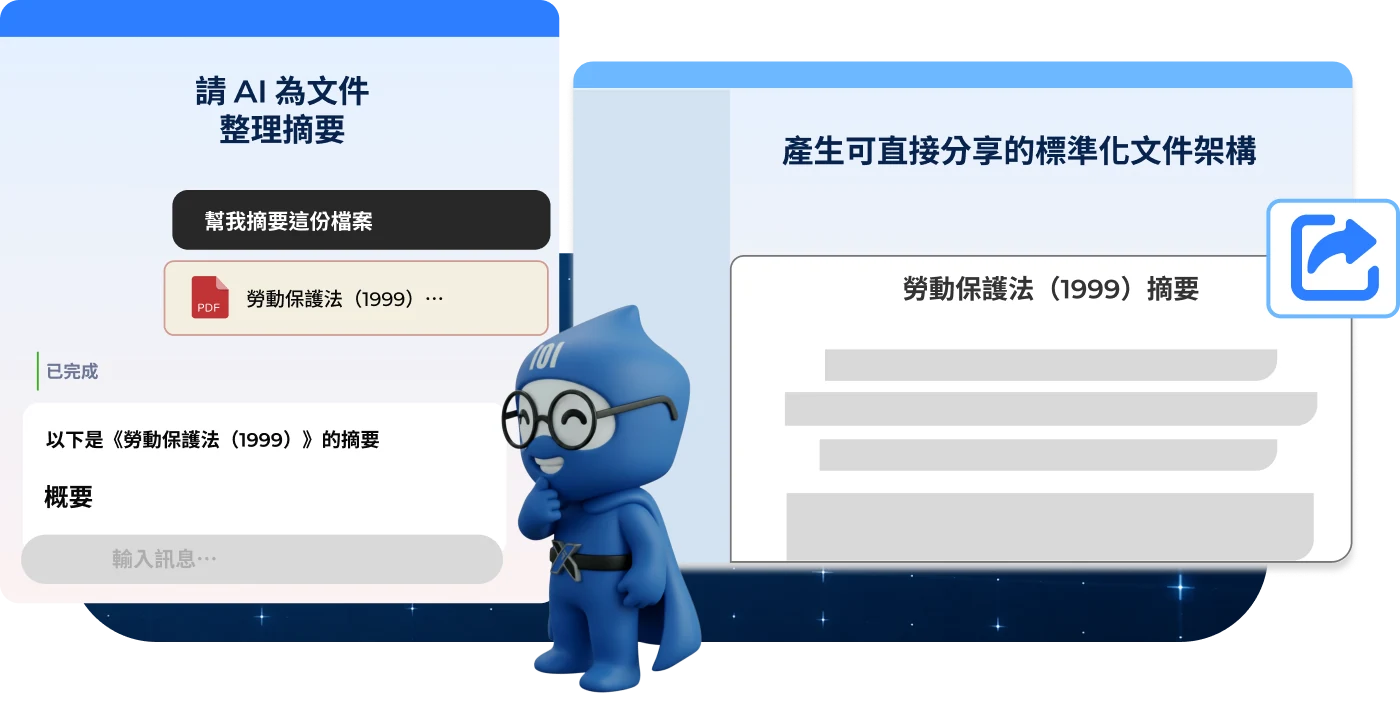 請 AI 為文件
整理摘要
幫我摘要這份檔案
PDF
勞動保護法（1999）…
已完成
以下是《勞動保護法（1999）》的摘要
概要
輸入訊息…
101
X
產生可直接分享的標準化文件架構
勞動保護法（1999）摘要